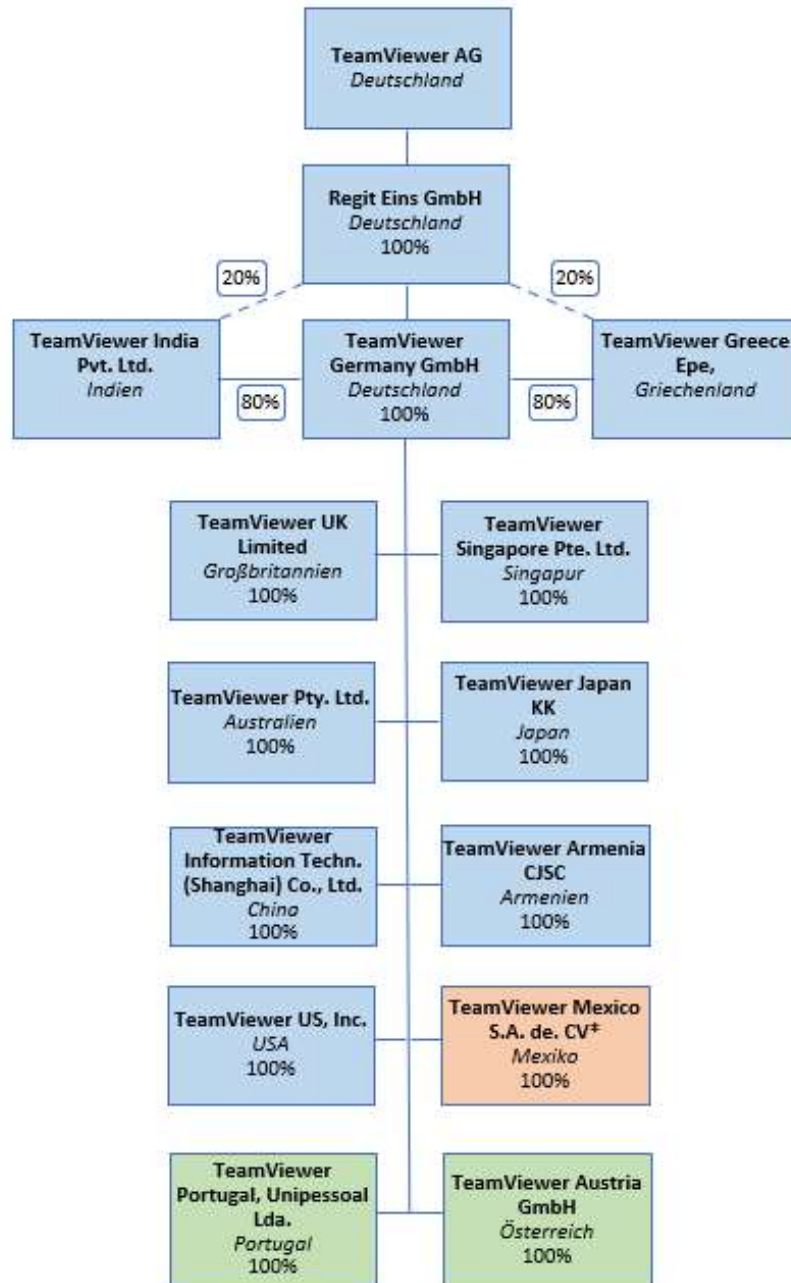 TeamViewer AG
Deutschland
Regit Eins GmbH
Deutschland
100%
20%
20%
TeamViewer India
Pvt. Ltd.
Indien
TeamViewer
Germany GmbH
Deutschland
100%
TeamViewer Greece
Epe,
Griechenland
80%
80%
TeamViewer UK
Limited
Großbritannien
100%
TeamViewer
Singapore Pte. Ltd.
Singapur
100%
TeamViewer Pty. Ltd.
Australien
100%
TeamViewer Japan
KK
Japan
100%
TeamViewer
Information Techn.
(Shanghai) Co., Ltd.
China
100%
TeamViewer Armenia
CJSC
Armenien
100%
TeamViewer US, Inc.
USA
100%
TeamViewer Mexico
S.A. de. CV*
Mexiko
100%
TeamViewer
Portugal, Unipessoal
Lda.
Portugal
100%
TeamViewer Austria
GmbH
Österreich
100%